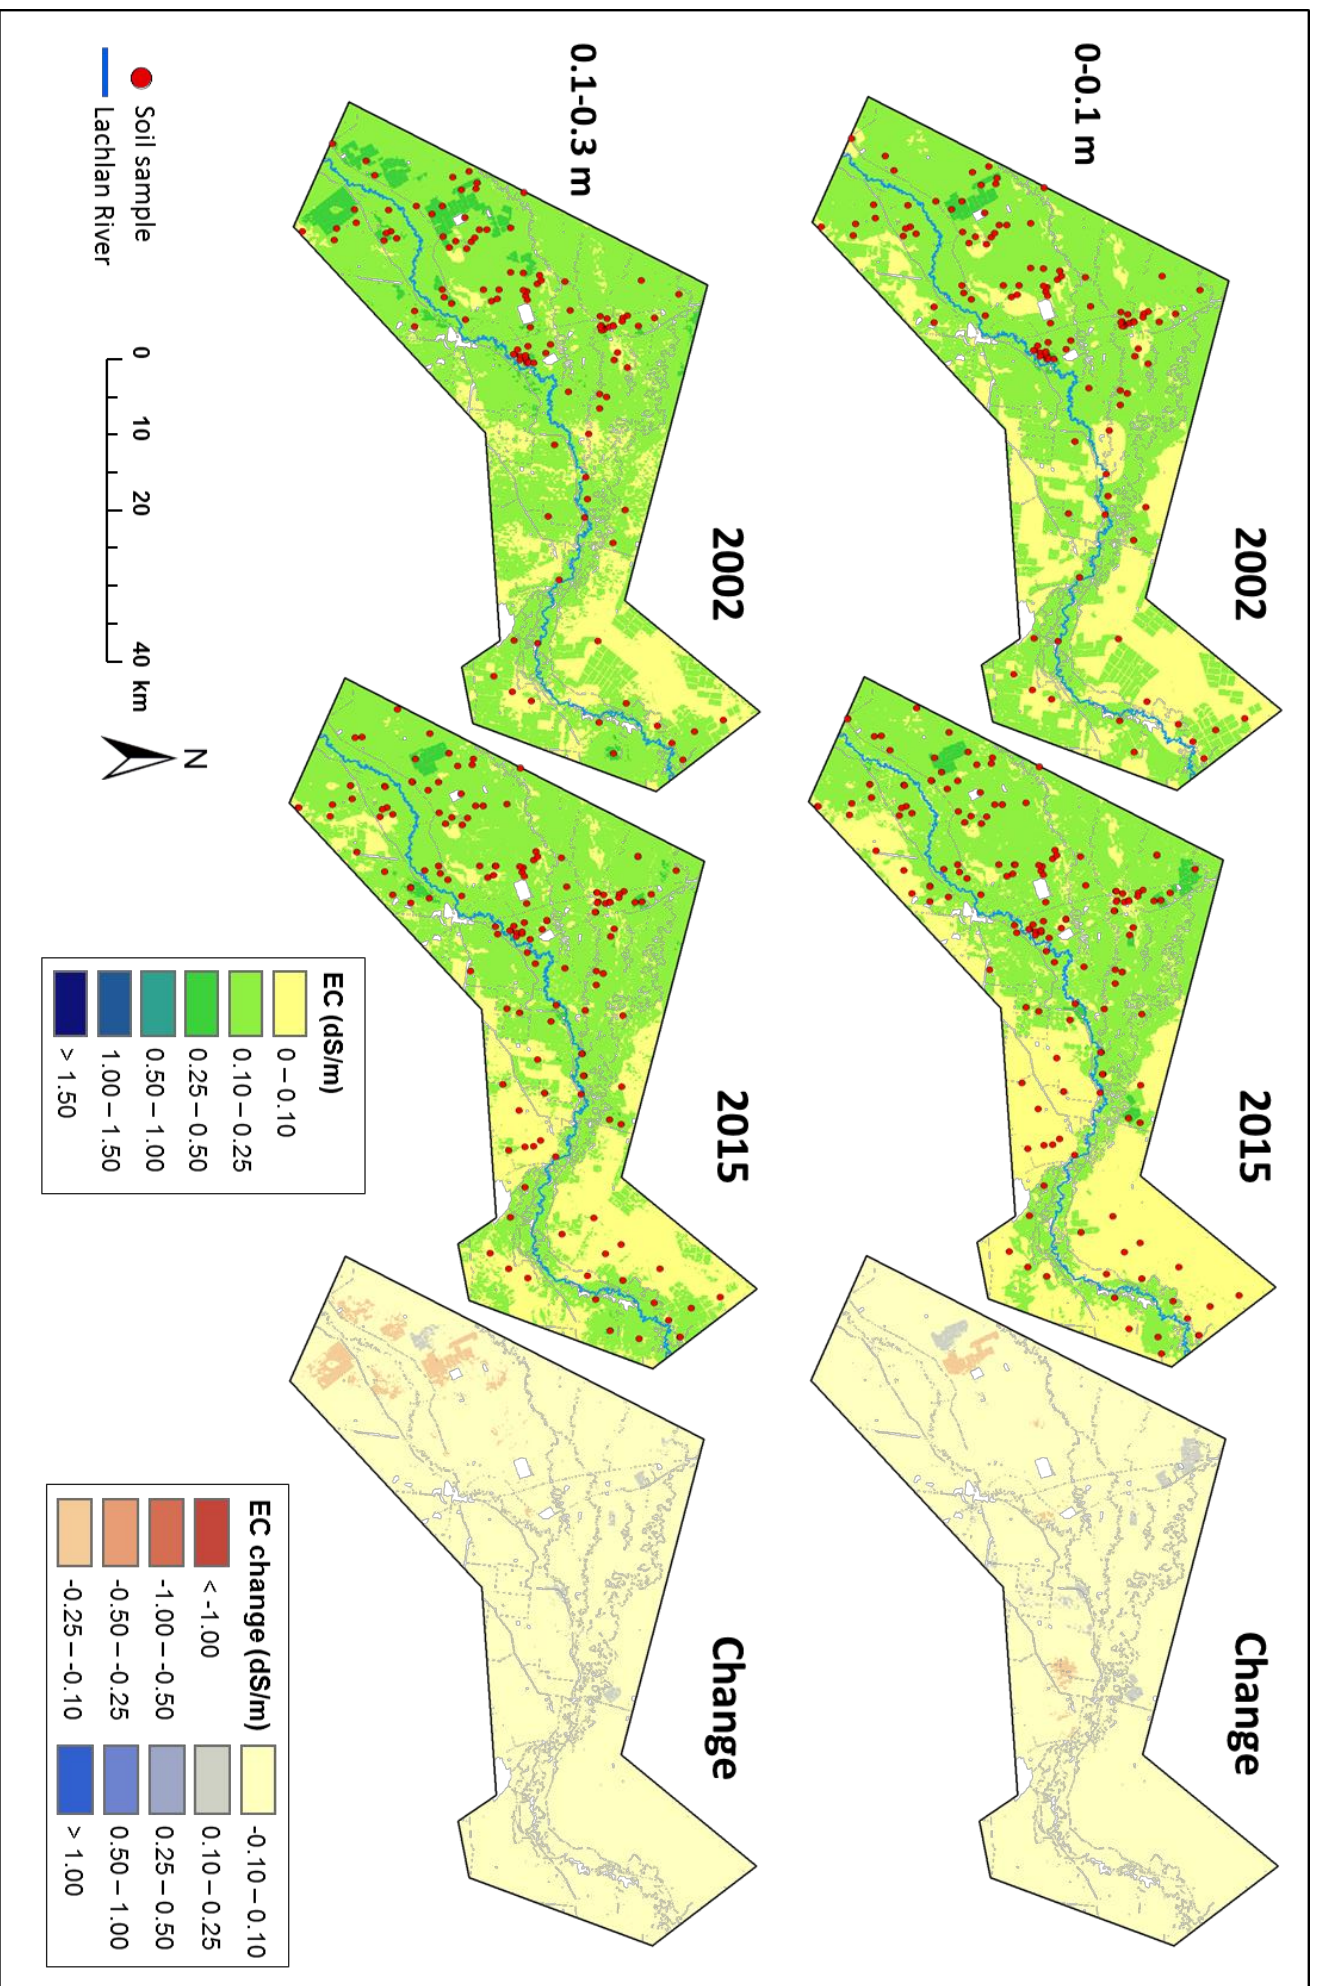 2002
2015
Change
0-0.1 m
0.1-0.3 m
Soil sample
Lachlan River
0 10 20 40 km
N
EC (dS/m)
0 – 0.10
0.10 – 0.25
0.25 – 0.50
0.50 – 1.00
1.00 – 1.50
> 1.50
EC change (dS/m)
< -1.00
-1.00 – -0.50
-0.50 – -0.25
-0.25 – -0.10
-0.10 – 0.10
0.10 – 0.25
0.25 – 0.50
0.50 – 1.00
> 1.00
2002
2015
Change